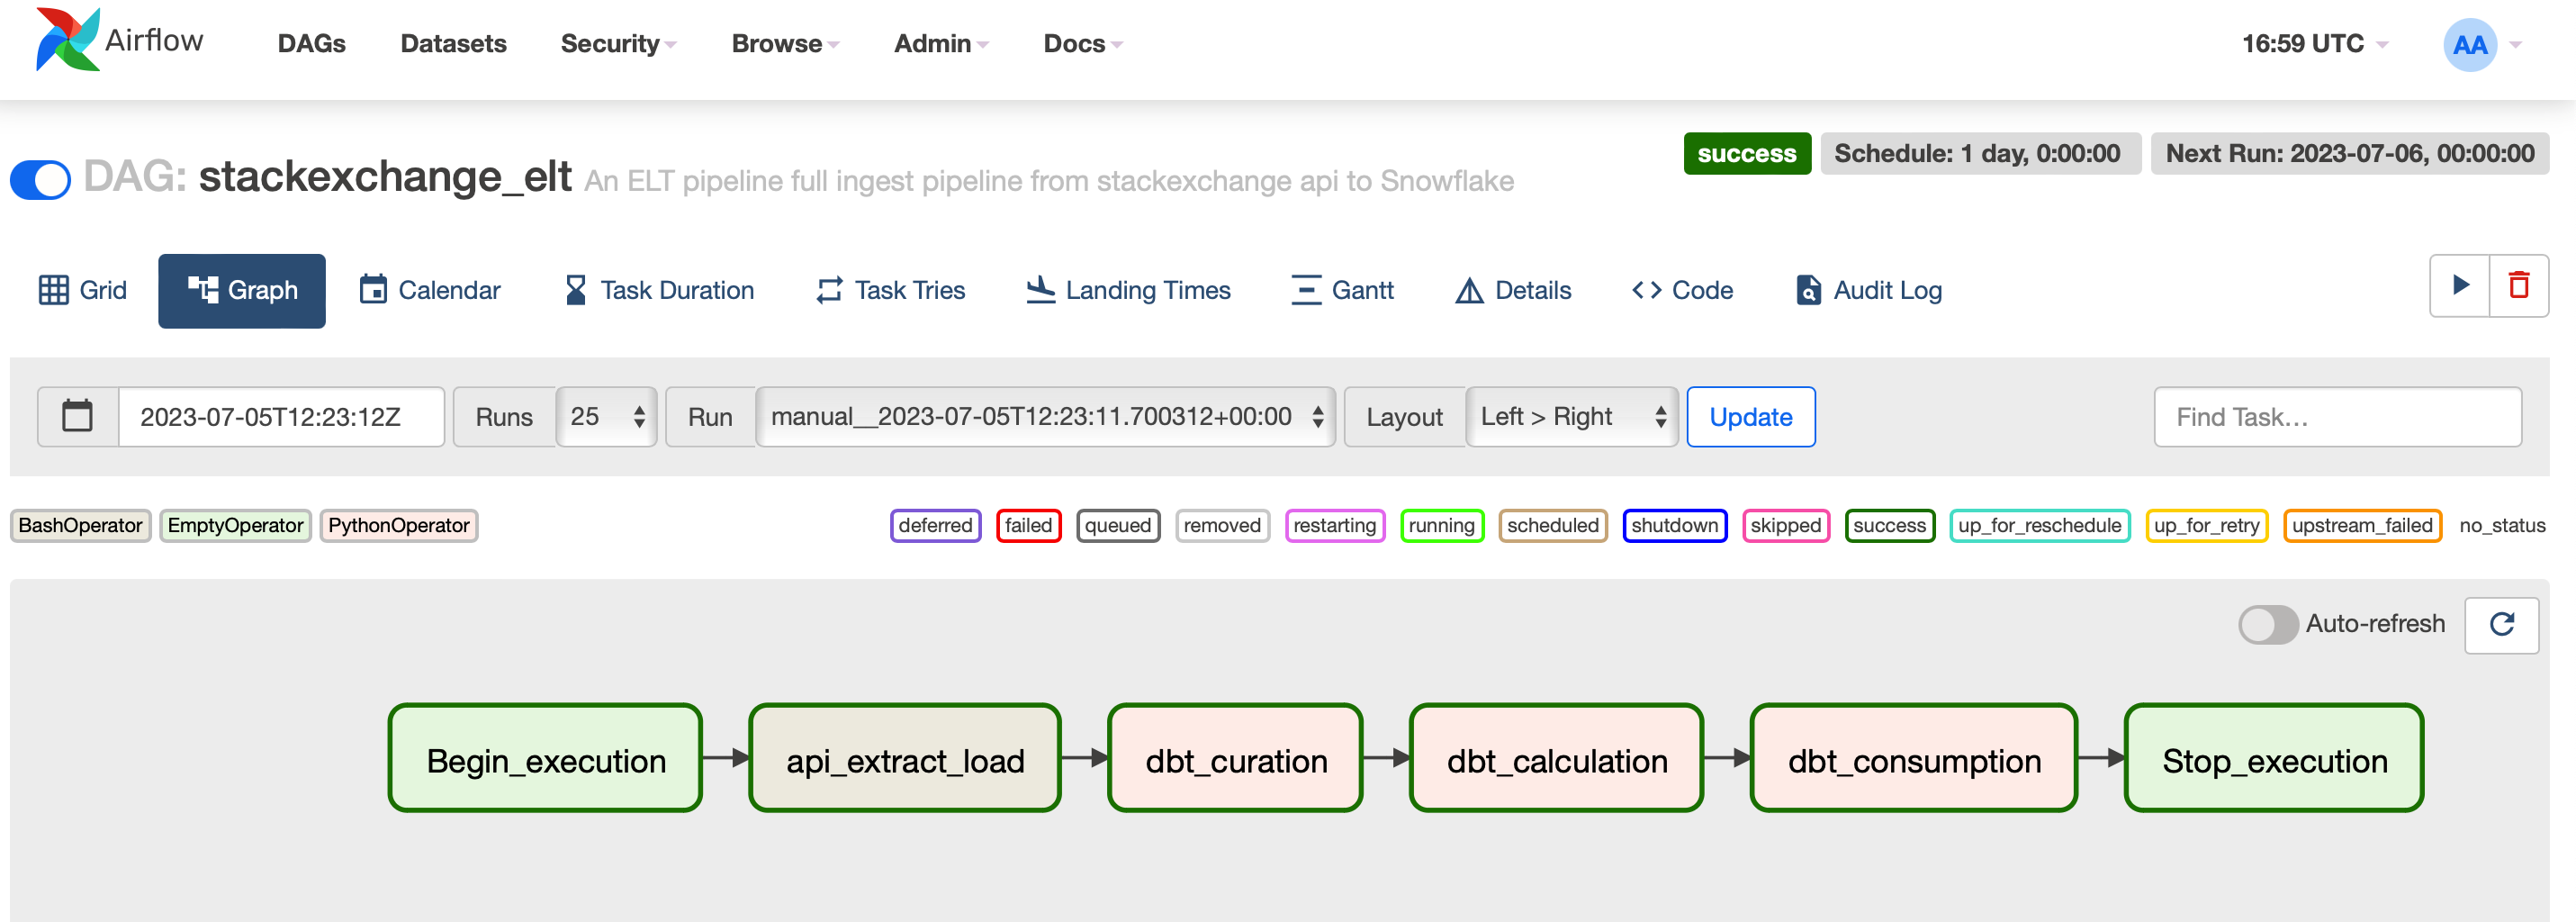 Airflow DAGs Datasets Security Browse Admin Docs 16:59 UTC AA
success Schedule: 1 day, 0:00:00 Next Run: 2023-07-06, 00:00:00
DAG: stackexchange_elt An ELT pipeline full ingest pipeline from stackexchange api to Snowflake
Grid Graph Calendar Task Duration Task Tries Landing Times Gantt Details Code Audit Log
2023-07-05T12:23:12Z Runs 25 Run manual__2023-07-05T12:23:11.700312+00:00 Layout Left > Right Update Find Task...
BashOperator EmptyOperator PythonOperator deferred failed queued removed restarting running scheduled shutdown skipped success up_for_reschedule up_for_retry upstream_failed no_status
Auto-refresh
Begin_execution api_extract_load dbt_curation dbt_calculation dbt_consumption Stop_execution